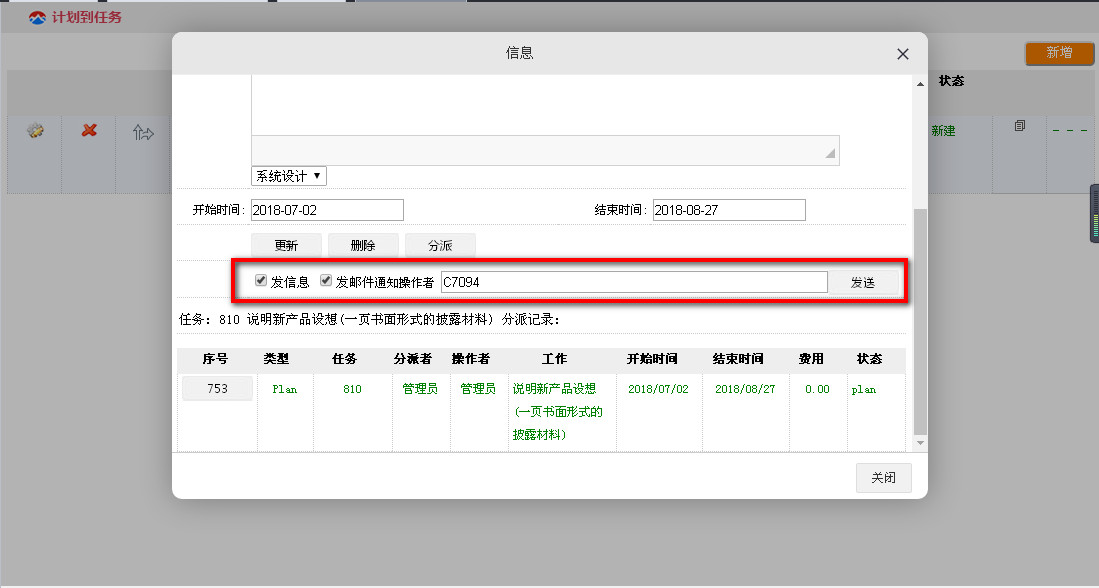 计划到任务
信息
新增
状态
新建
- - -
系统设计
开始时间: 2018-07-02 结束时间: 2018-08-27
更新 删除 分派
发信息 发邮件通知操作者 C7094 发送
任务: 810 说明新产品设想(一页书面形式的披露材料) 分派记录:
序号 类型 任务 分派者 操作者 工作 开始时间 结束时间 费用 状态
753 Plan 810 管理员 管理员 说明新产品设想 2018/07/02 2018/08/27 0.00 plan
(一页书面形式的
披露材料)
关闭